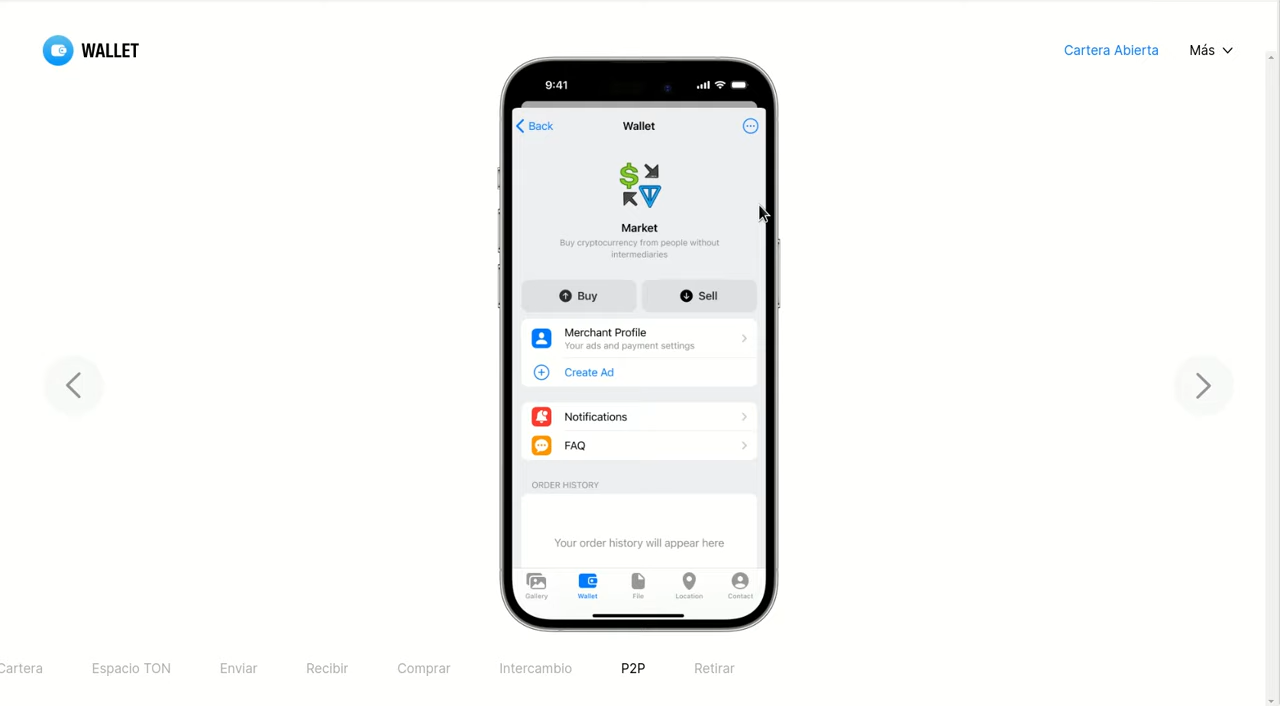 WALLET
Cartera Abierta
Más
9:41
Back
Wallet
Market
Buy cryptocurrency from people without
intermediaries
Buy
Sell
Merchant Profile
Your ads and payment settings
Create Ad
Notifications
FAQ
ORDER HISTORY
Your order history will appear here
Gallery
Wallet
File
Location
Contact
Cartera
Espacio TON
Enviar
Recibir
Comprar
Intercambio
P2P
Retirar